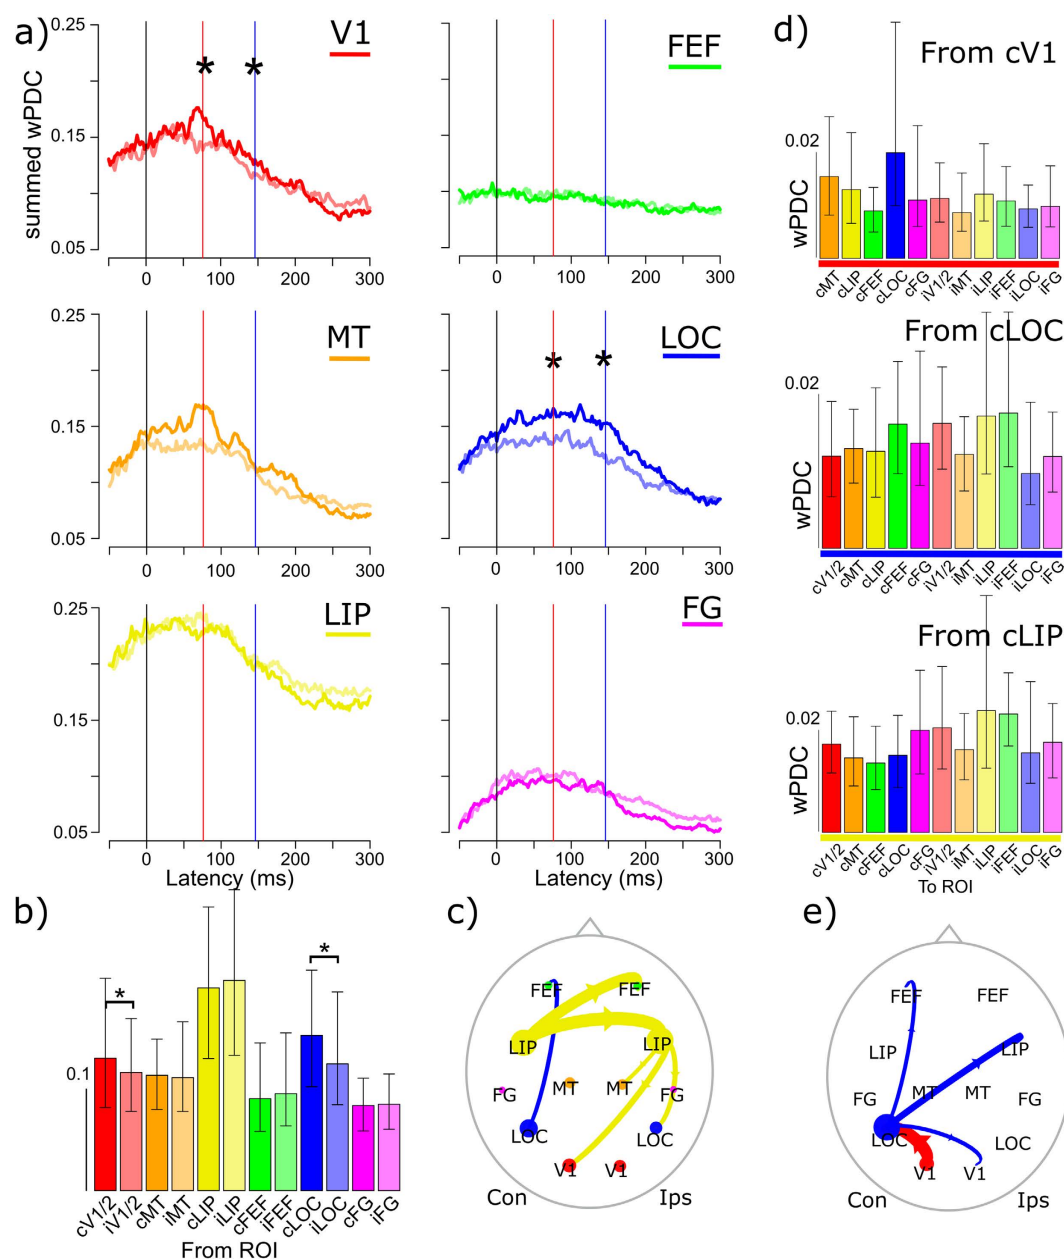 a)
V1
summed wPDC
0.25
0.15
0.05
0
100
200
300
*
*
FEF
0
100
200
300
MT
0.25
0.15
0.05
0
100
200
300
LOC
*
*
0
100
200
300
LIP
0.25
0.15
0.05
0
100
200
300
Latency (ms)
FG
0
100
200
300
Latency (ms)
d)
From cV1
0.02
wPDC
cMT
cLIP
cFEF
cLOC
cFG
iV1/2
iMT
iLIP
iFEF
iLOC
iFG
From cLOC
0.02
wPDC
cV1/2
cMT
cLIP
cFEF
cFG
iV1/2
iMT
iLIP
iFEF
iLOC
iFG
From cLIP
0.02
wPDC
cV1/2
cMT
cFEF
cLOC
cFG
iV1/2
iMT
iLIP
iFEF
iLOC
iFG
To ROI
b)
0.1
*
*
cV1/2
iV1/2
cMT
iMT
cLIP
iLIP
cFEF
iFEF
cLOC
iLOC
cFG
iFG
From ROI
c)
FEF FEF
LIP LIP
FG MT MT FG
LOC LOC
V1 V1
Con Ips
e)
FEF FEF
LIP LIP
FG MT MT FG
LOC LOC
V1 V1
Con Ips